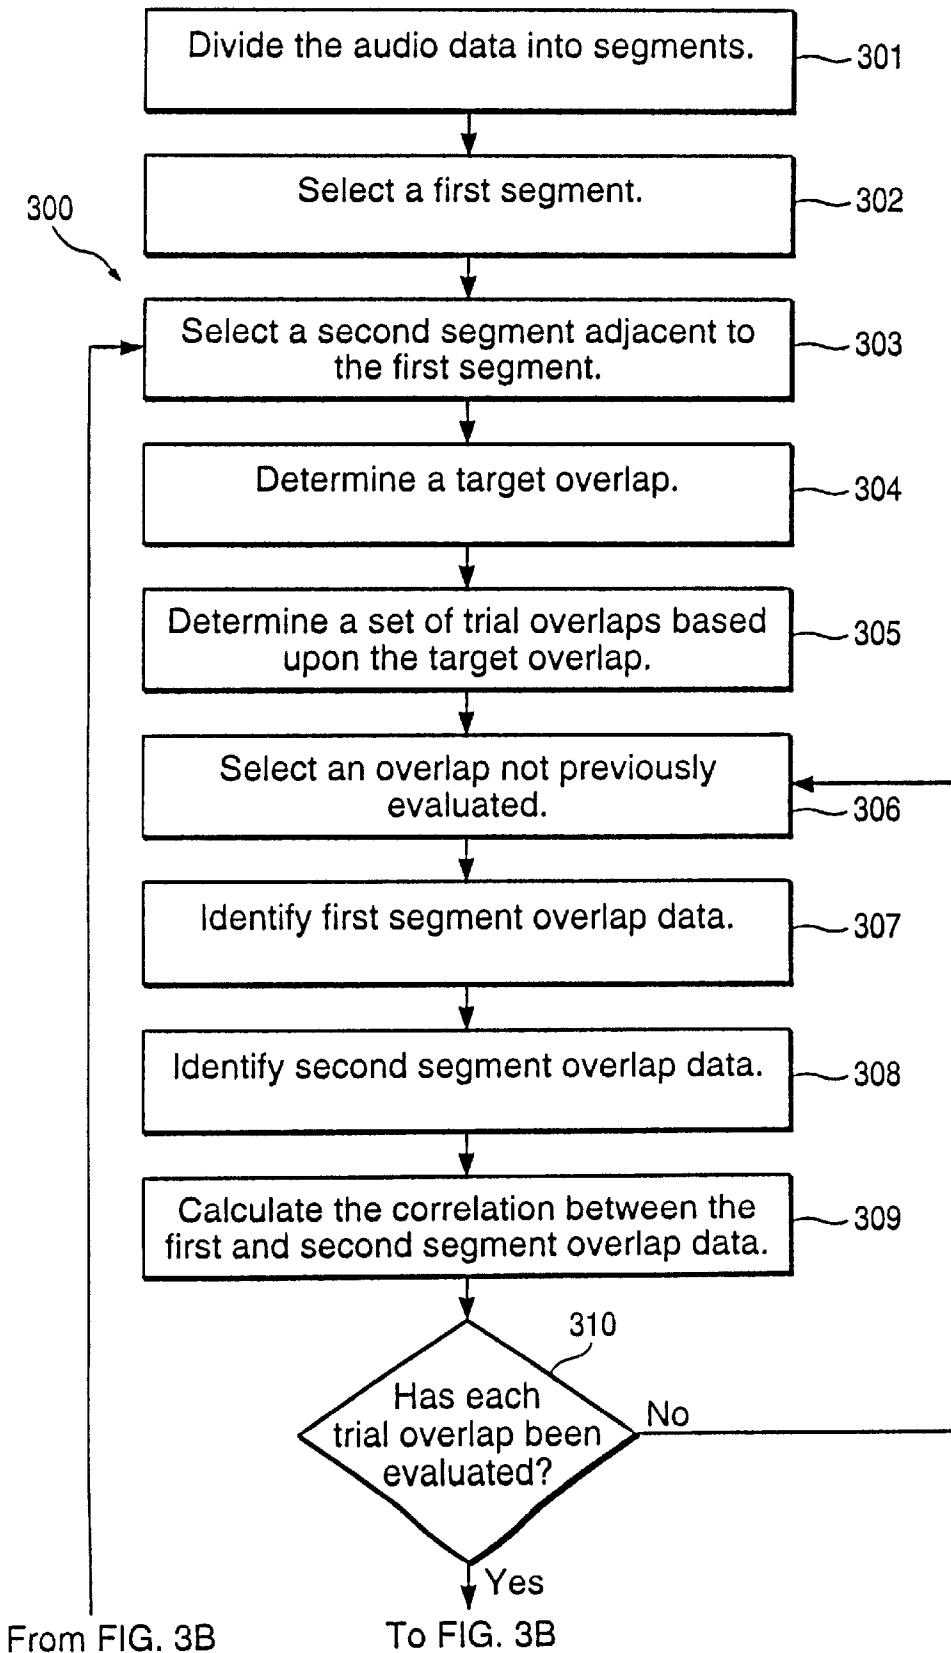 Divide the audio data into segments.
301
Select a first segment.
302
300
Select a second segment adjacent to
the first segment.
303
Determine a target overlap.
304
Determine a set of trial overlaps based
upon the target overlap.
305
Select an overlap not previously
evaluated.
306
Identify first segment overlap data.
307
Identify second segment overlap data.
308
Calculate the correlation between the
first and second segment overlap data.
309
310
Has each
trial overlap been
evaluated?
No
Yes
From FIG. 3B
To FIG. 3B